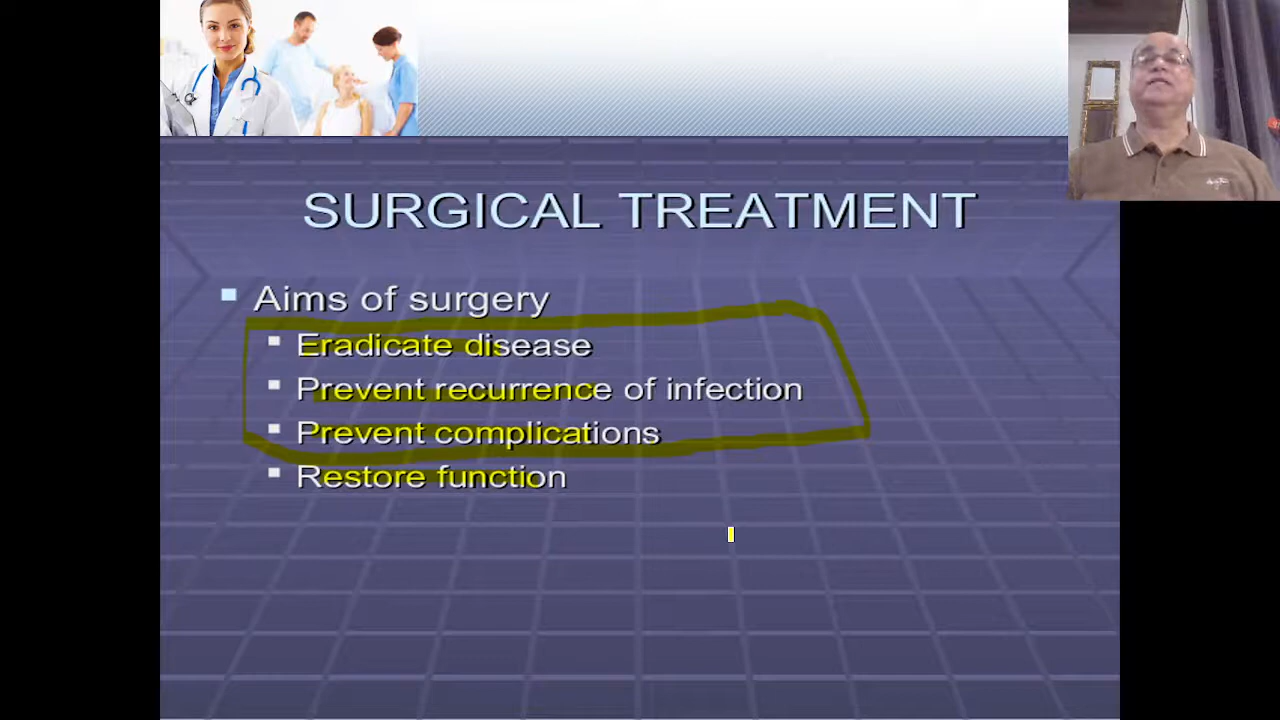 SURGICAL TREATMENT
Aims of surgery
Eradicate disease
Prevent recurrence of infection
Prevent complications
Restore function